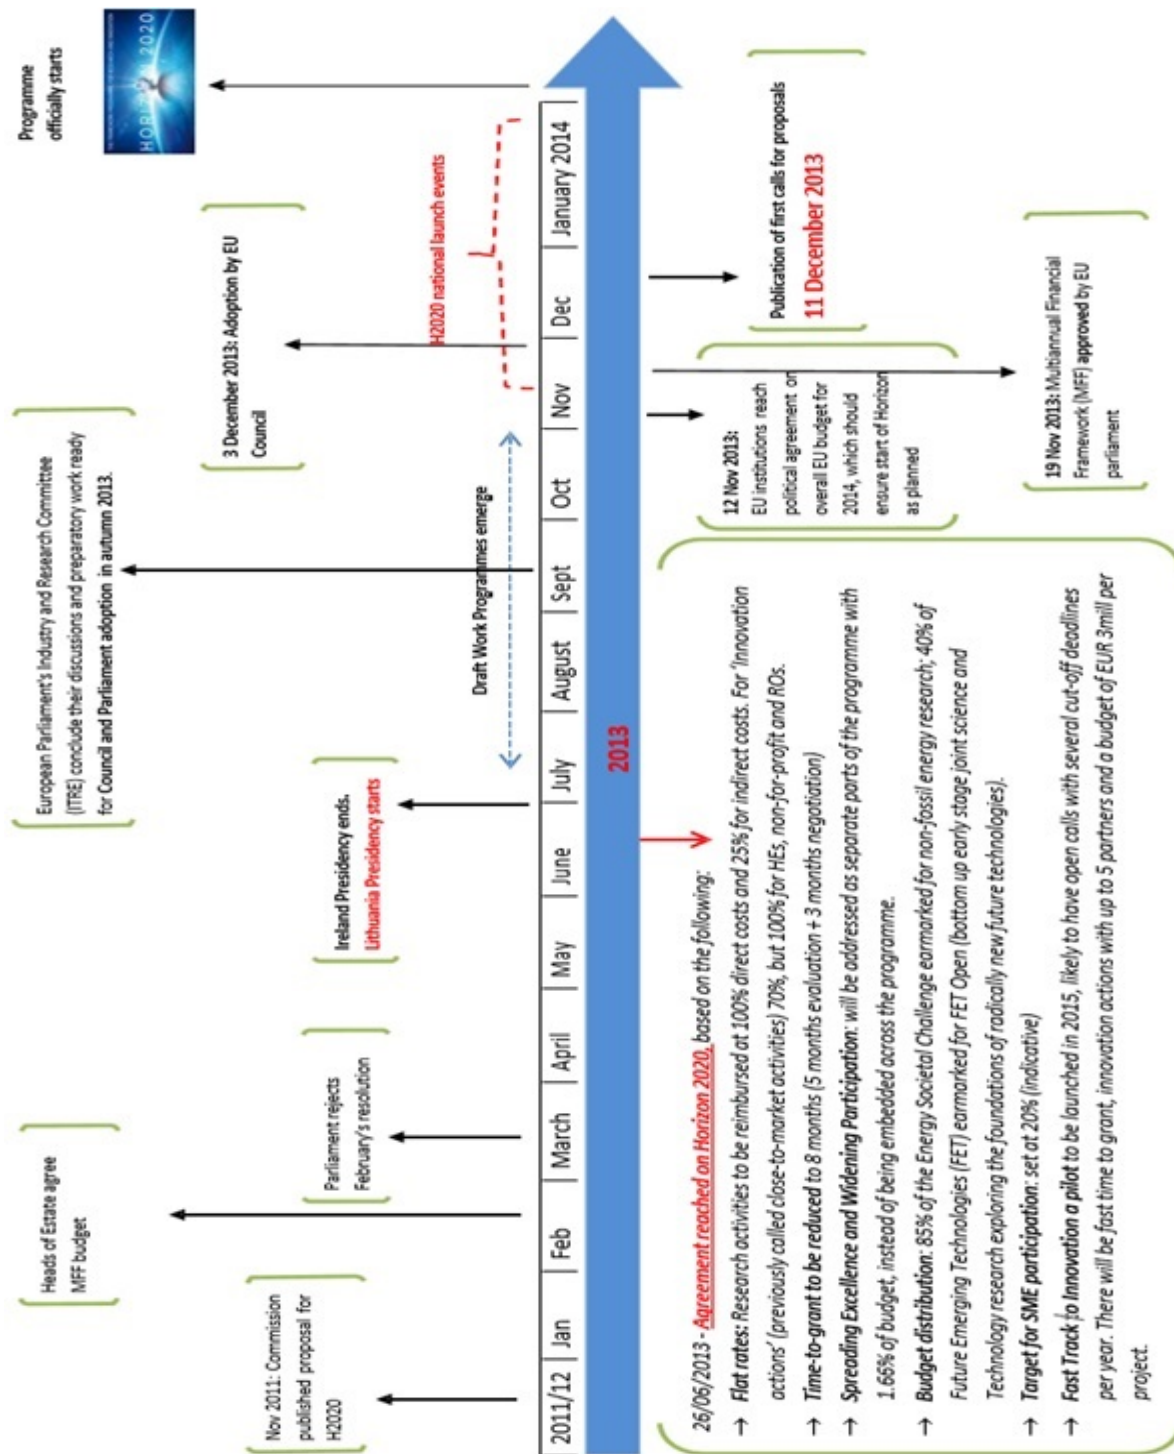 Programme
officially starts
HORIZON 2020
Heads of Estate agree
MFF budget
European Parliament's Industry and Research Committee
(ITRE) conclude their discussions and preparatory work ready
for Council and Parliament adoption in autumn 2013.
Nov 2011: Commission
published proposal for
H2020
Parliament rejects
February's resolution
Ireland Presidency ends.
Lithuania Presidency starts
3 December 2013: Adoption by EU
Council
H2020 national launch events
Draft Work Programmes emerge
2011/12
Jan
Feb
March
April
May
June
July
August
Sept
Oct
Nov
Dec
January 2014
2013
26/06/2013 - Agreement reached on Horizon 2020, based on the following:
→ Flat rates: Research activities to be reimbursed at 100% direct costs and 25% for indirect costs. For 'Innovation
actions' (previously called close-to-market activities) 70%, but 100% for HEs, non-for-profit and ROs.
→ Time-to-grant to be reduced to 8 months (5 months evaluation + 3 months negotiation)
→ Spreading Excellence and Widening Participation: will be addressed as separate parts of the programme with
1.66% of budget, instead of being embedded across the programme.
→ Budget distribution: 85% of the Energy Societal Challenge earmarked for non-fossil energy research; 40% of
Future Emerging Technologies (FET) earmarked for FET Open (bottom up early stage joint science and
Technology research exploring the foundations of radically new future technologies).
→ Target for SME participation: set at 20% (indicative)
→ Fast Track to Innovation a pilot to be launched in 2015, likely to have open calls with several cut-off deadlines
per year. There will be fast time to grant, innovation actions with up to 5 partners and a budget of EUR 3mill per
project.
12 Nov 2013:
EU institutions reach
political agreement on
overall EU budget for
2014, which should
ensure start of Horizon
as planned
Publication of first calls for proposals
11 December 2013
19 Nov 2013: Multiannual Financial
Framework (MFF) approved by EU
parliament